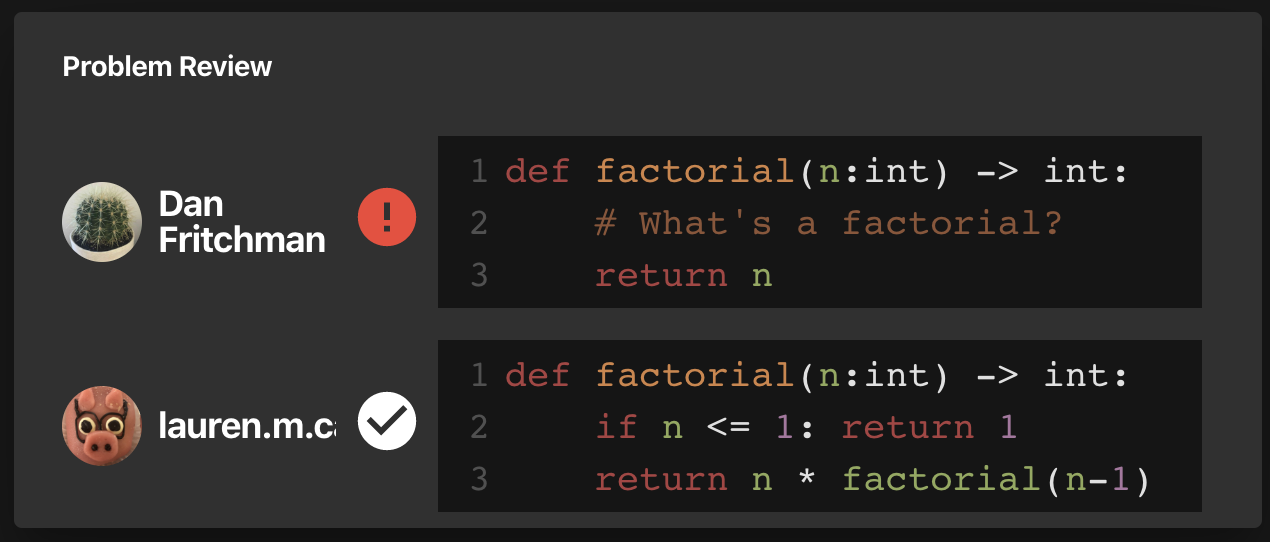 Problem Review
Dan
Fritchman
1 def factorial(n:int) -> int:
2     # What's a factorial?
3     return n
lauren.m.c
1 def factorial(n:int) -> int:
2     if n <= 1: return 1
3     return n * factorial(n-1)